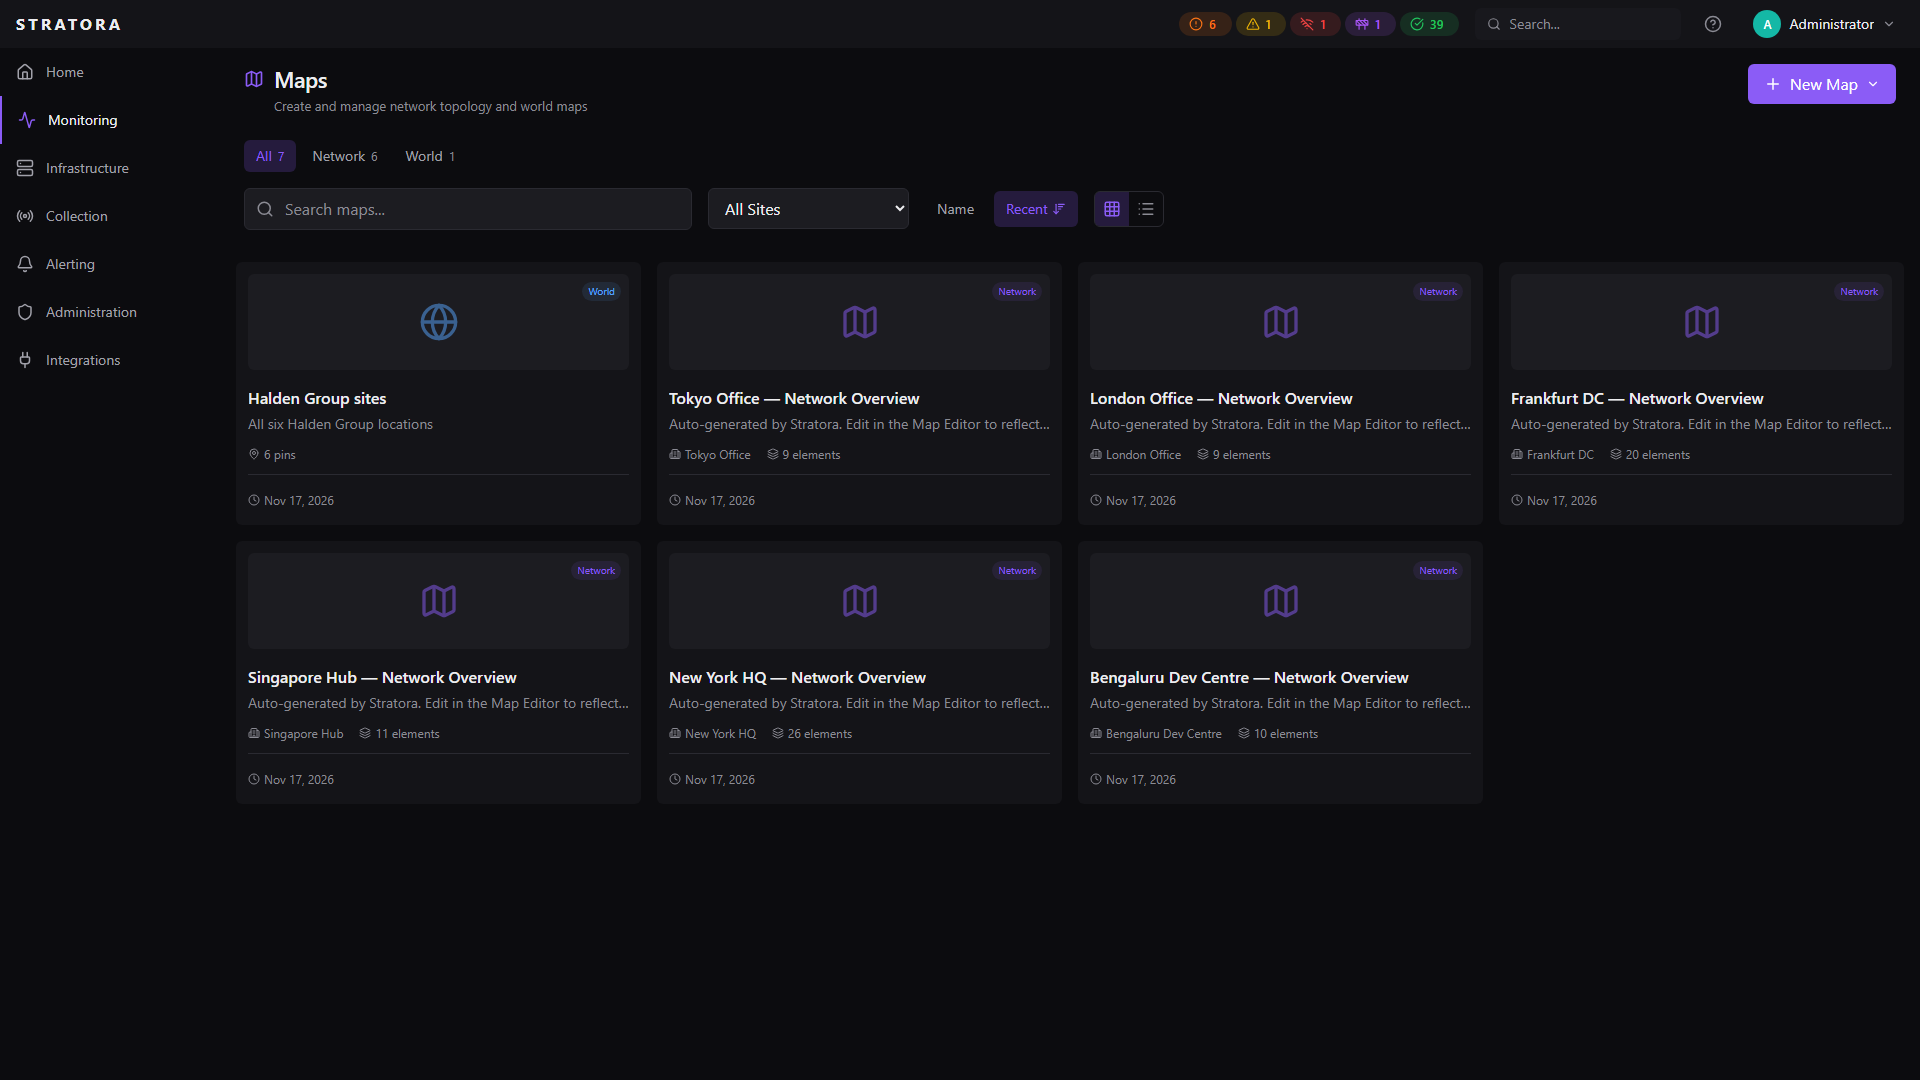 STRATORA
6
1
1
1
39
Search...
A
Administrator
Home
Monitoring
Infrastructure
Collection
Alerting
Administration
Integrations
Maps
Create and manage network topology and world maps
New Map
All 7
Network 6
World 1
Search maps...
All Sites
Name
Recent
World
Halden Group sites
All six Halden Group locations
6 pins
Nov 17, 2026
Network
Tokyo Office — Network Overview
Auto-generated by Stratora. Edit in the Map Editor to reflect...
Tokyo Office
9 elements
Nov 17, 2026
Network
London Office — Network Overview
Auto-generated by Stratora. Edit in the Map Editor to reflect...
London Office
9 elements
Nov 17, 2026
Network
Frankfurt DC — Network Overview
Auto-generated by Stratora. Edit in the Map Editor to reflect...
Frankfurt DC
20 elements
Nov 17, 2026
Network
Singapore Hub — Network Overview
Auto-generated by Stratora. Edit in the Map Editor to reflect...
Singapore Hub
11 elements
Nov 17, 2026
Network
New York HQ — Network Overview
Auto-generated by Stratora. Edit in the Map Editor to reflect...
New York HQ
26 elements
Nov 17, 2026
Network
Bengaluru Dev Centre — Network Overview
Auto-generated by Stratora. Edit in the Map Editor to reflect...
Bengaluru Dev Centre
10 elements
Nov 17, 2026